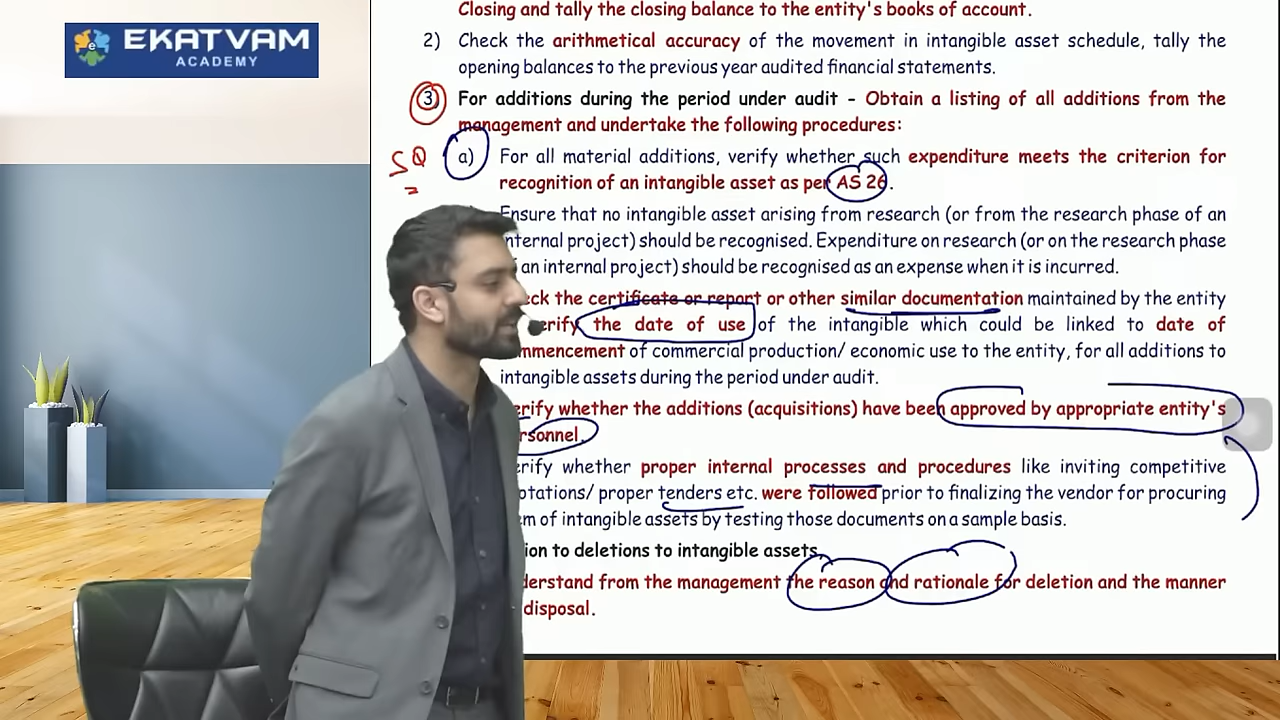 EKATVAM
ACADEMY
Closing and tally the closing balance to the entity's books of account.
2) Check the arithmetical accuracy of the movement in intangible asset schedule, tally the
opening balances to the previous year audited financial statements.
3 For additions during the period under audit – Obtain a listing of all additions from the
management and undertake the following procedures:
SQ
a) For all material additions, verify whether such expenditure meets the criterion for
recognition of an intangible asset as per AS 26.
Ensure that no intangible asset arising from research (or from the research phase of an
internal project) should be recognised. Expenditure on research (or on the research phase
an internal project) should be recognised as an expense when it is incurred.
the certificate or report or other similar documentation maintained by the entity
the date of use of the intangible which could be linked to date of
of commercial production/ economic use to the entity, for all additions to
intangible assets during the period under audit.
whether the additions (acquisitions) have been approved by appropriate entity's
whether proper internal processes and procedures like inviting competitive
proper tenders etc. were followed prior to finalizing the vendor for procuring
of intangible assets by testing those documents on a sample basis.
to deletions to intangible assets
from the management the reason and rationale for deletion and the manner
disposal.